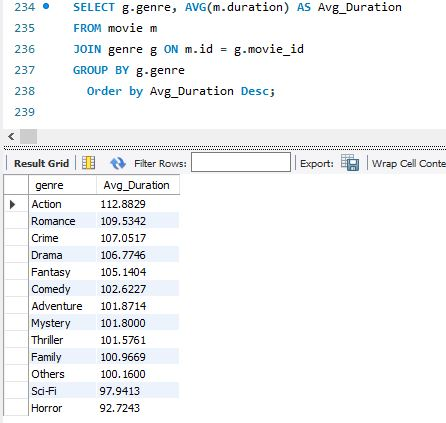 234 SELECT g.genre, AVG(m.duration) AS Avg_Duration
235 FROM movie m
236 JOIN genre g ON m.id = g.movie_id
237 GROUP BY g.genre
238 Order by Avg_Duration Desc;
239
Result Grid Filter Rows: Export: Wrap Cell Conte
genre Avg_Duration
Action 112.8829
Romance 109.5342
Crime 107.0517
Drama 106.7746
Fantasy 105.1404
Comedy 102.6227
Adventure 101.8714
Mystery 101.8000
Thriller 101.5761
Family 100.9669
Others 100.1600
Sci-Fi 97.9413
Horror 92.7243